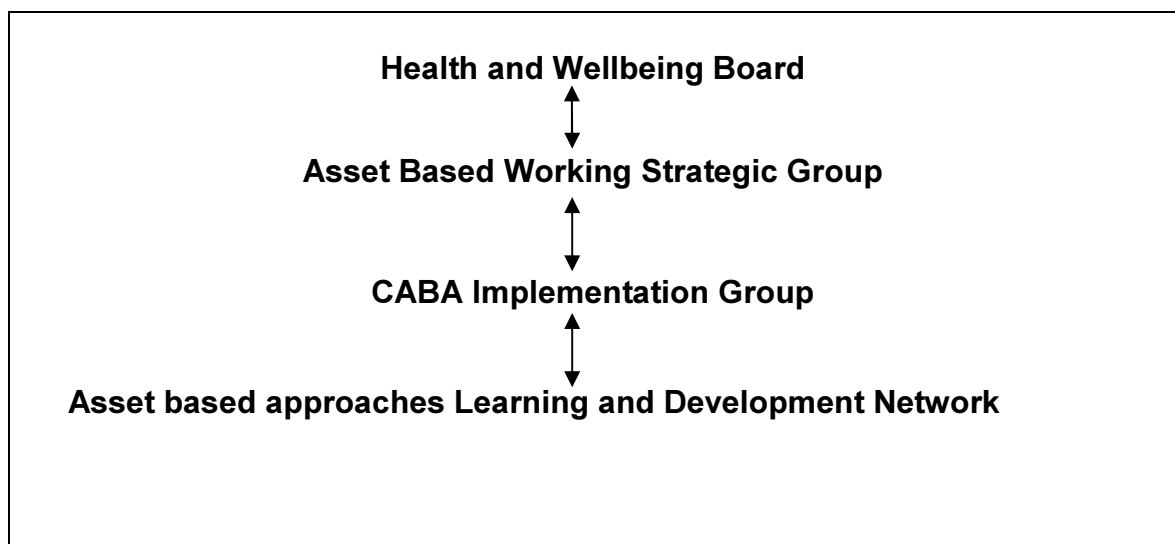 Health and Wellbeing Board
Asset Based Working Strategic Group
CABA Implementation Group
Asset based approaches Learning and Development Network